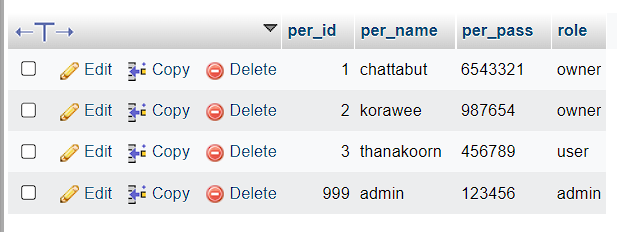 per_id per_name per_pass role
Edit Copy Delete 1 chattabut 6543321 owner
Edit Copy Delete 2 korawee 987654 owner
Edit Copy Delete 3 thanakoorn 456789 user
Edit Copy Delete 999 admin 123456 admin